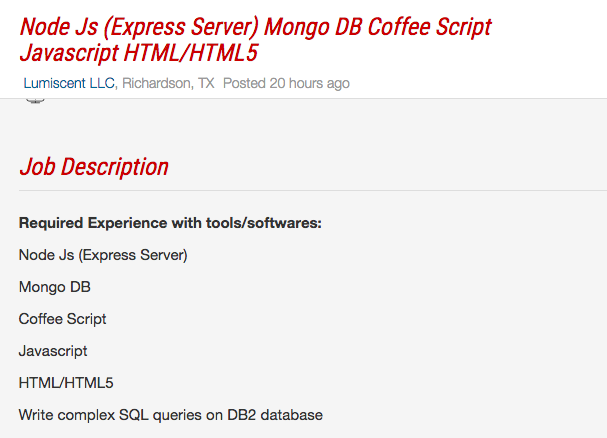 Node Js (Express Server) Mongo DB Coffee Script
Javascript HTML/HTML5
Lumiscent LLC, Richardson, TX Posted 20 hours ago
Job Description
Required Experience with tools/softwares:
Node Js (Express Server)
Mongo DB
Coffee Script
Javascript
HTML/HTML5
Write complex SQL queries on DB2 database